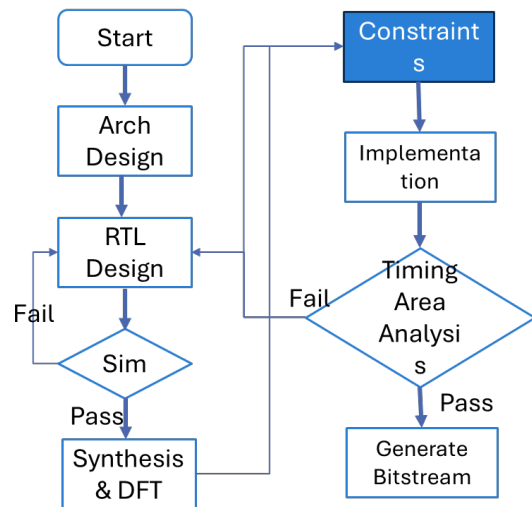 Start
Arch
Design
RTL
Design
Fail
Sim
Pass
Synthesis
& DFT
Constraint
s
Implementa
tion
Timing
Area
Analysi
s
Fail
Pass
Generate
Bitstream